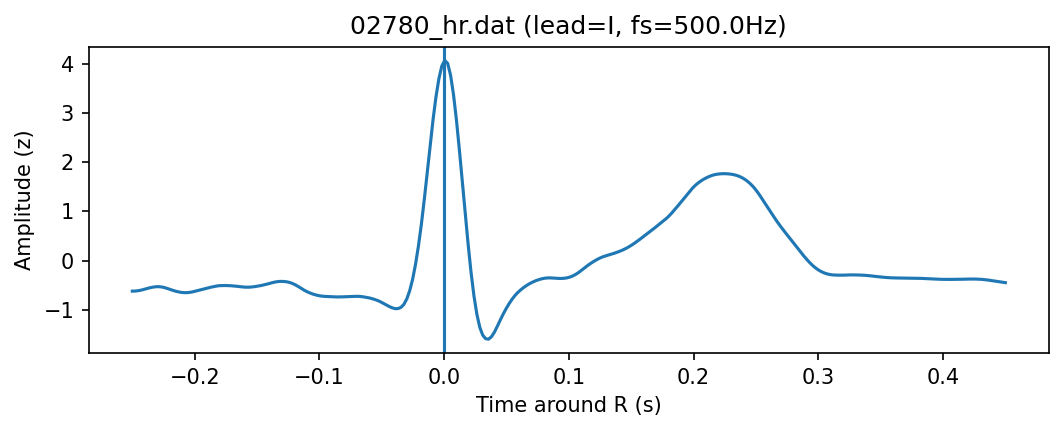 02780_hr.dat (lead=I, fs=500.0Hz)
Amplitude (z)
4
3
2
1
0
−1
−0.2 −0.1 0.0 0.1 0.2 0.3 0.4
Time around R (s)